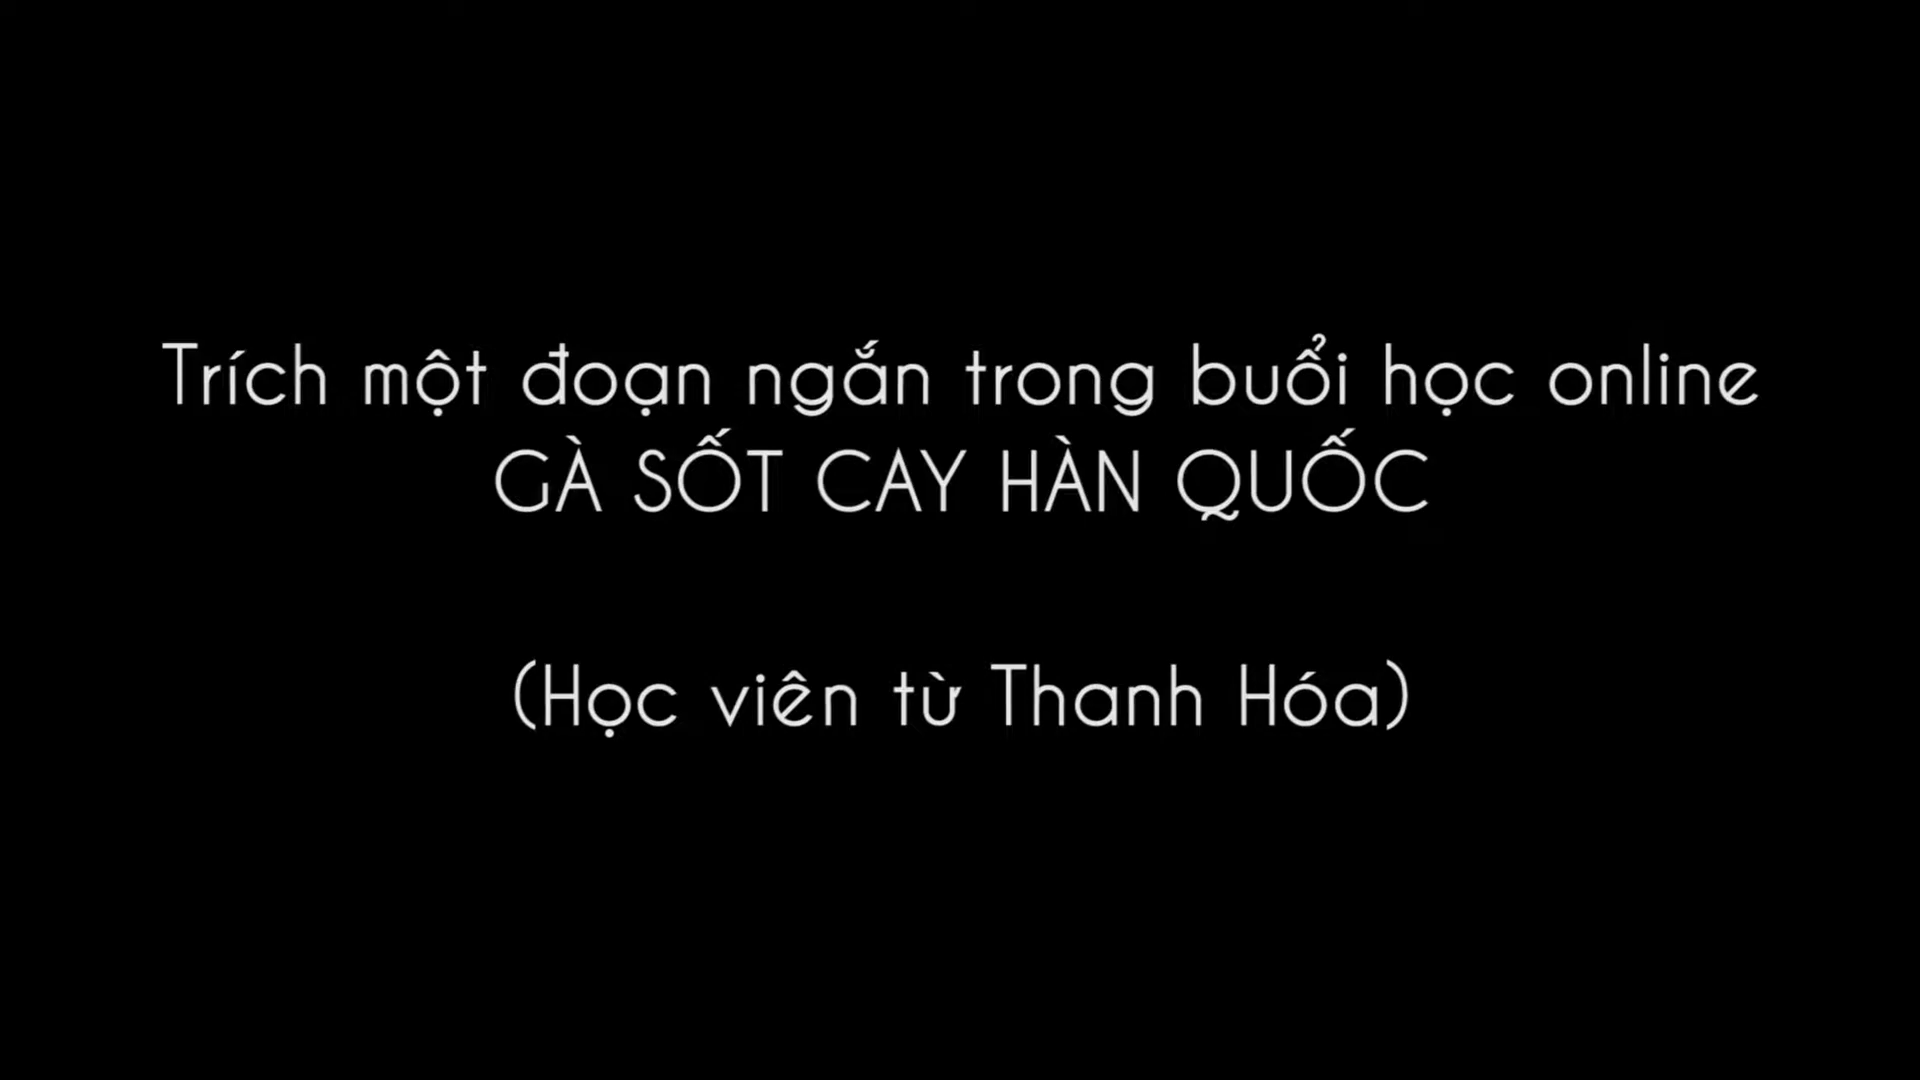 Trích một đoạn ngắn trong buổi học online
GÀ SỐT CAY HÀN QUỐC
(Học viên từ Thanh Hóa)